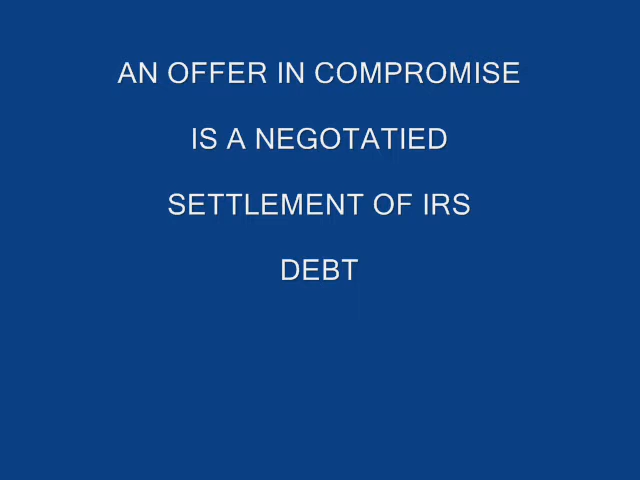 AN OFFER IN COMPROMISE
IS A NEGOTATIED
SETTLEMENT OF IRS
DEBT